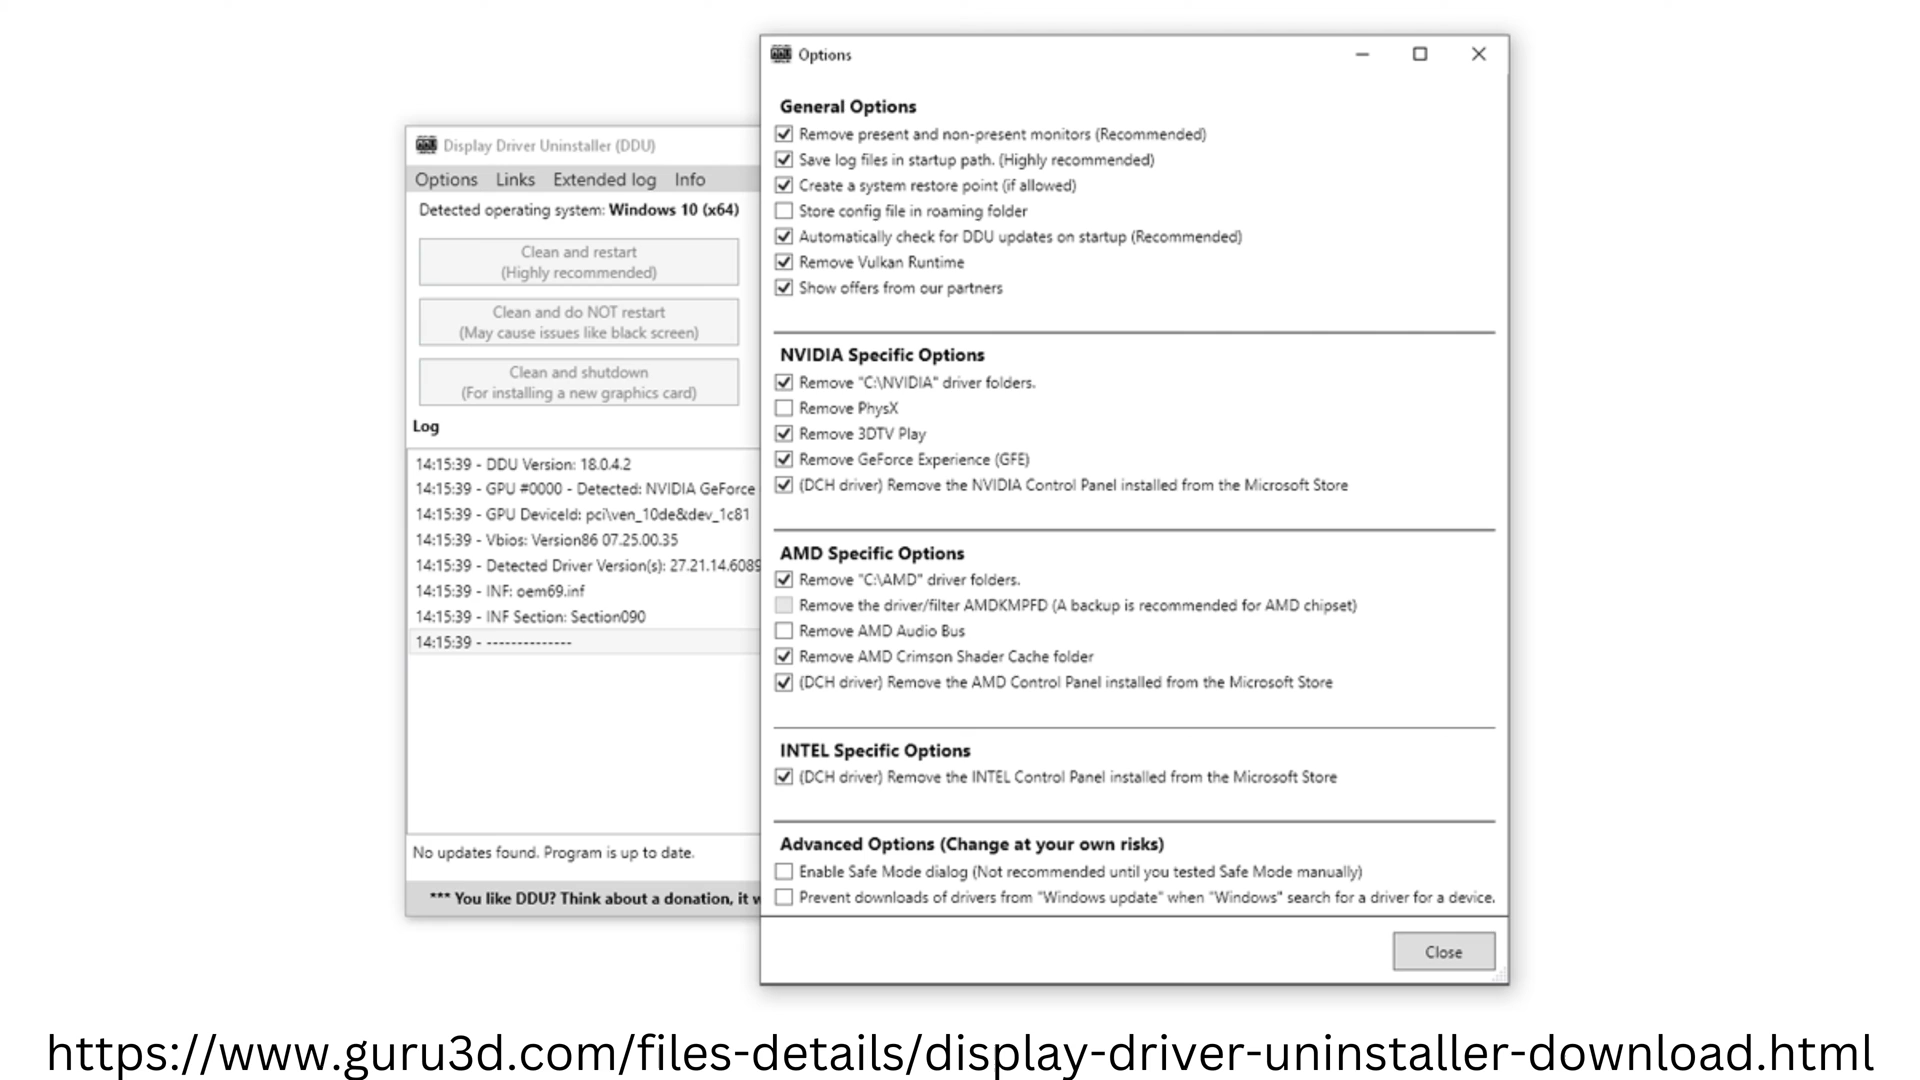 Display Driver Uninstaller (DDU)
Options Links Extended log Info
Detected operating system: Windows 10 (x64)
Clean and restart
(Highly recommended)
Clean and do NOT restart
(May cause issues like black screen)
Clean and shutdown
(For installing a new graphics card)
Log
14:15:39 - DDU Version: 18.0.4.2
14:15:39 - GPU #0000 - Detected: NVIDIA GeForce
14:15:39 - GPU DeviceId: pci\ven_10de&dev_1c81
14:15:39 - Vbios: Version86 07.25.00.35
14:15:39 - Detected Driver Version(s): 27.21.14.6089
14:15:39 - INF: oem69.inf
14:15:39 - INF Section: Section090
14:15:39 - --------------
No updates found. Program is up to date.
*** You like DDU? Think about a donation, it w
Options
General Options
Remove present and non-present monitors (Recommended)
Save log files in startup path. (Highly recommended)
Create a system restore point (if allowed)
Store config file in roaming folder
Automatically check for DDU updates on startup (Recommended)
Remove Vulkan Runtime
Show offers from our partners
NVIDIA Specific Options
Remove "C:\NVIDIA" driver folders.
Remove PhysX
Remove 3DTV Play
Remove GeForce Experience (GFE)
(DCH driver) Remove the NVIDIA Control Panel installed from the Microsoft Store
AMD Specific Options
Remove "C:\AMD" driver folders.
Remove the driver/filter AMDKMPFD (A backup is recommended for AMD chipset)
Remove AMD Audio Bus
Remove AMD Crimson Shader Cache folder
(DCH driver) Remove the AMD Control Panel installed from the Microsoft Store
INTEL Specific Options
(DCH driver) Remove the INTEL Control Panel installed from the Microsoft Store
Advanced Options (Change at your own risks)
Enable Safe Mode dialog (Not recommended until you tested Safe Mode manually)
Prevent downloads of drivers from "Windows update" when "Windows" search for a driver for a device.
Close
https://www.guru3d.com/files-details/display-driver-uninstaller-download.html